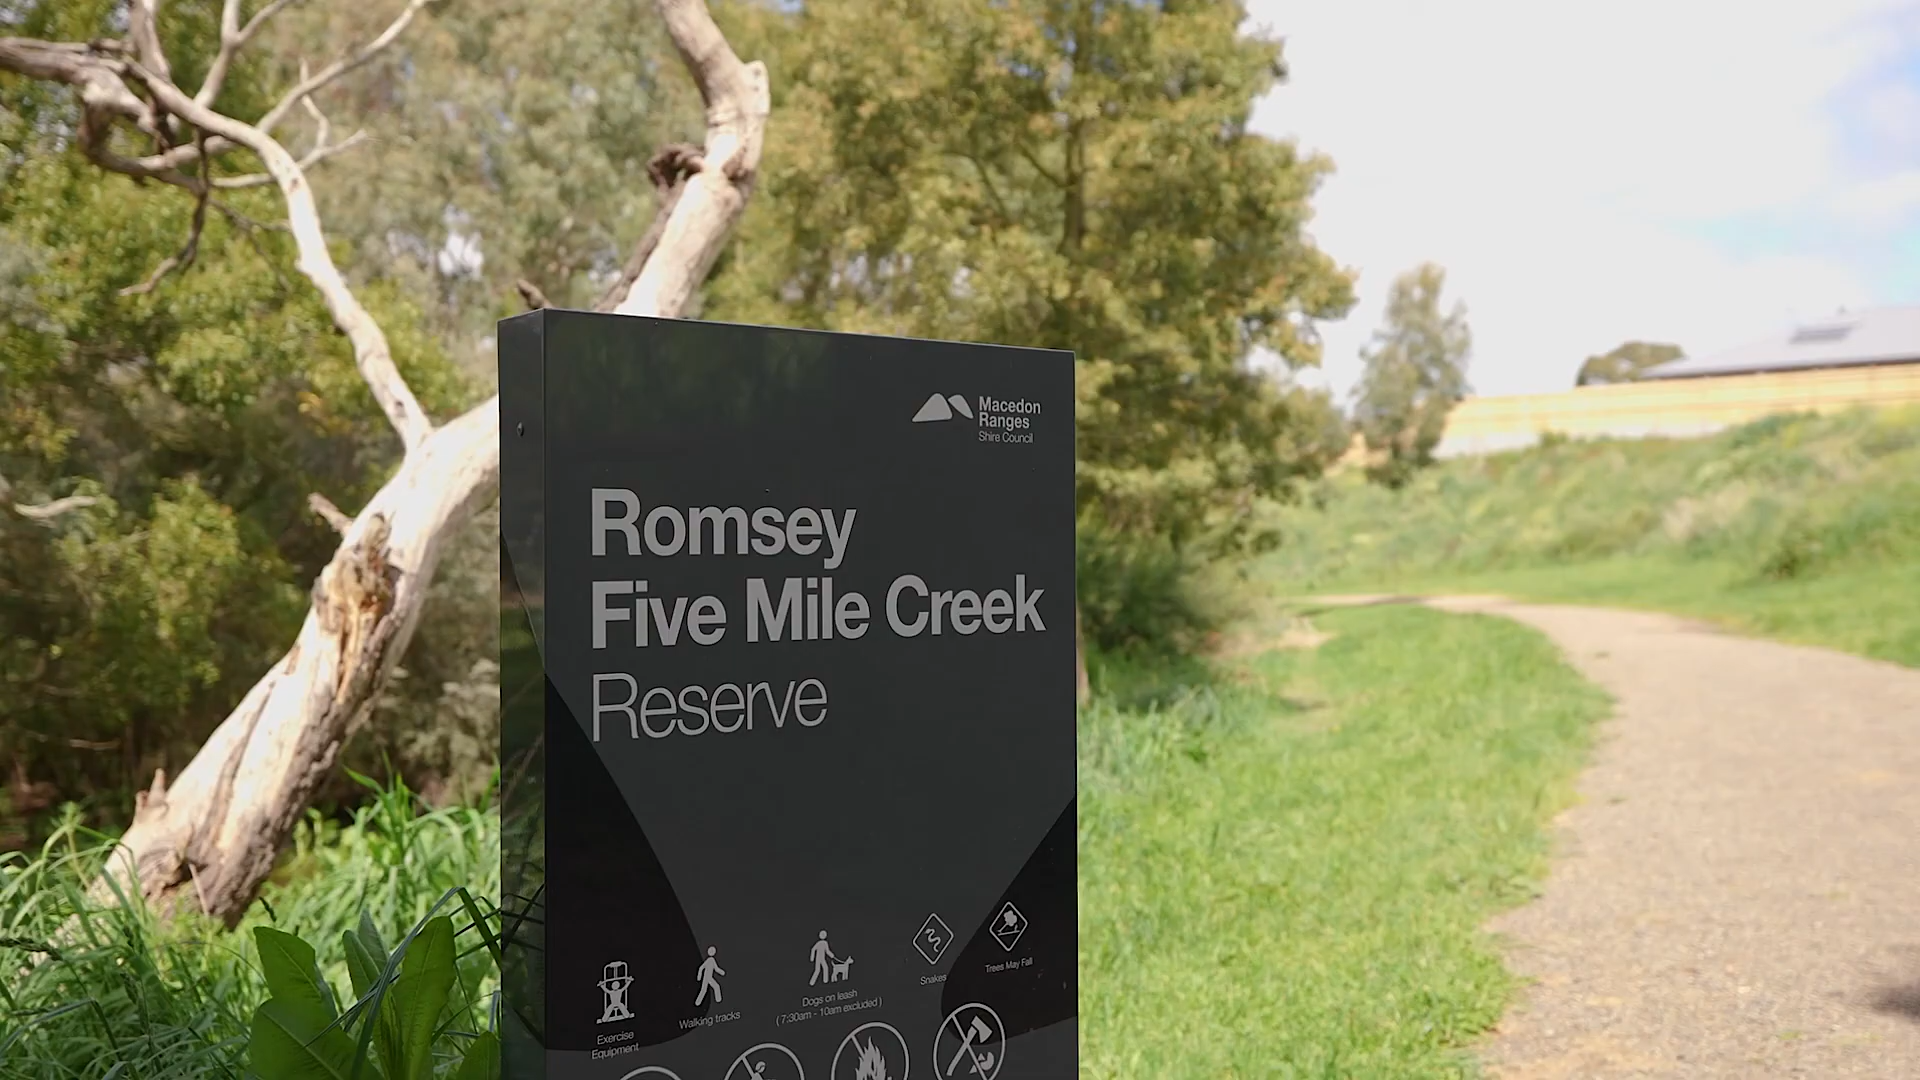 Macedon
Ranges
Shire Council
Romsey
Five Mile Creek
Reserve
Exercise
Equipment
Walking tracks
Dogs on leash
( 7:30am - 10am excluded )
Snakes
Trees May Fall